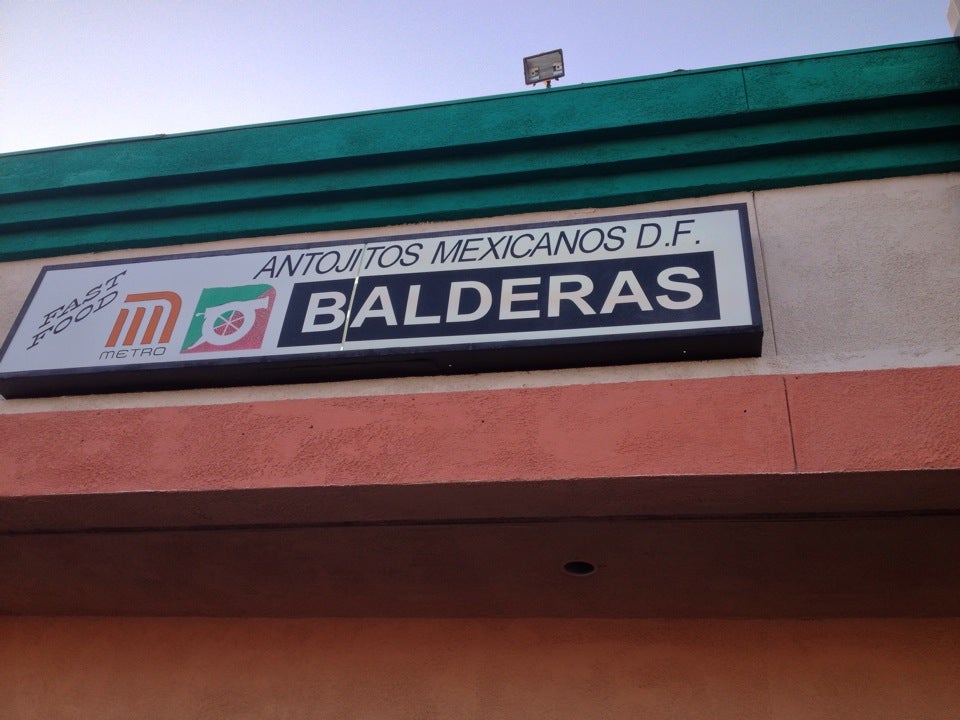 FAST
FOOD
METRO
ANTOJITOS MEXICANOS D.F.
BALDERAS